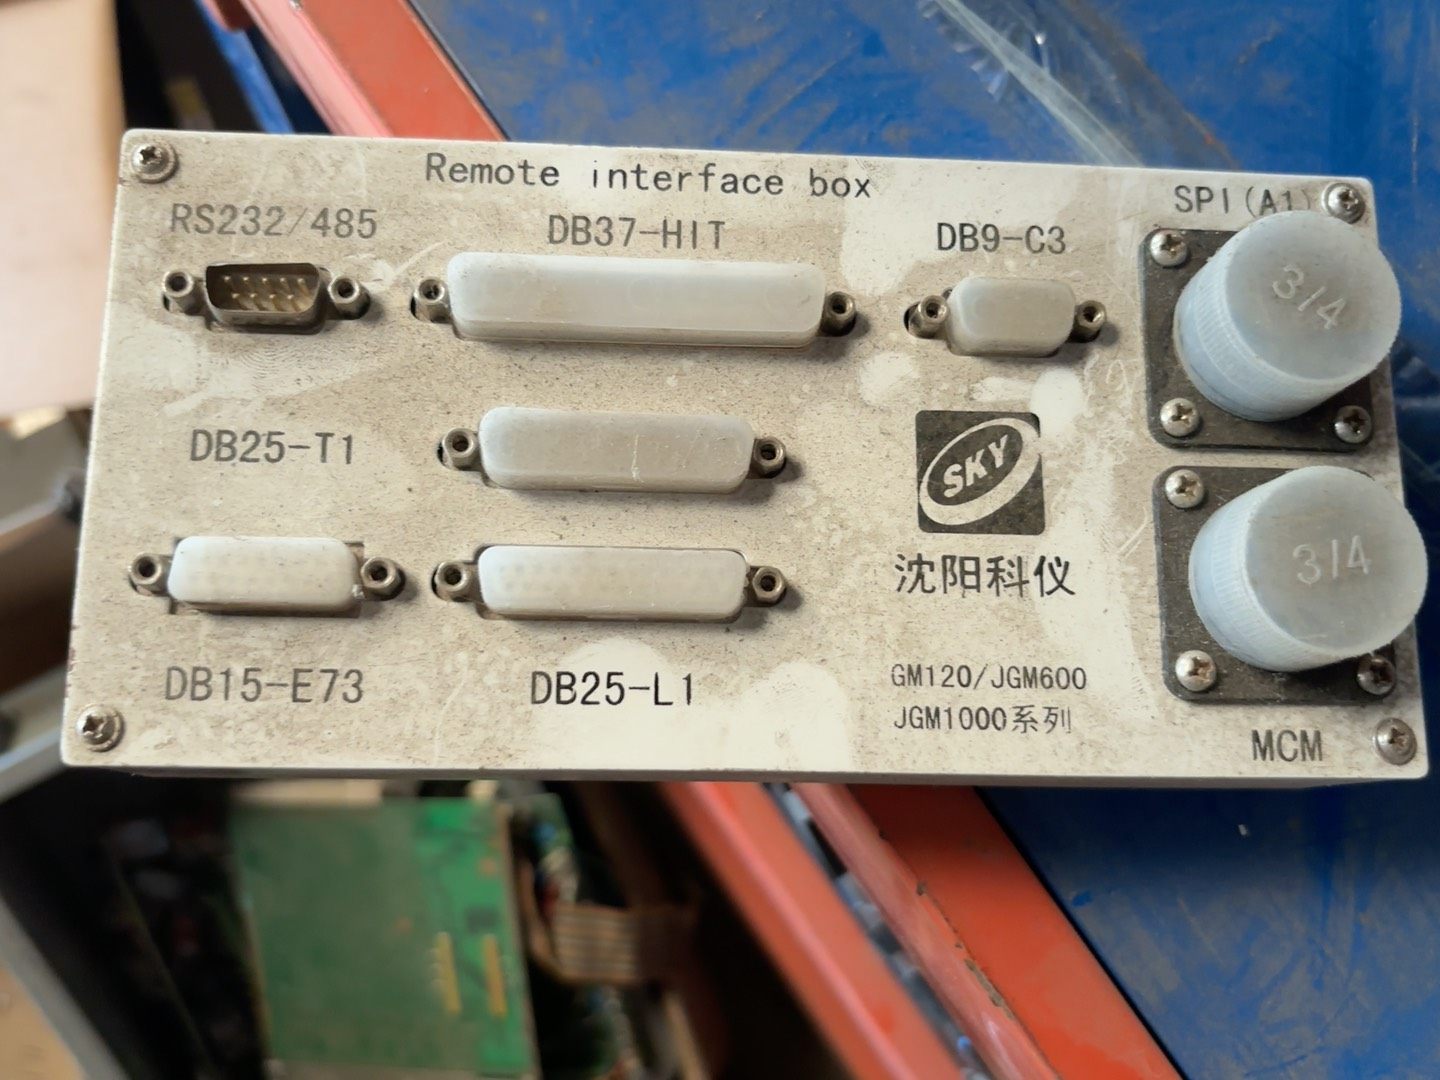 Remote interface box
SPI(A1)
RS232/485
DB37-HIT
DB9-C3
3/4
DB25-T1
SKY
沈阳科仪
3/4
DB15-E73
DB25-L1
GM120/JGM600
JGM1000系列
MCM